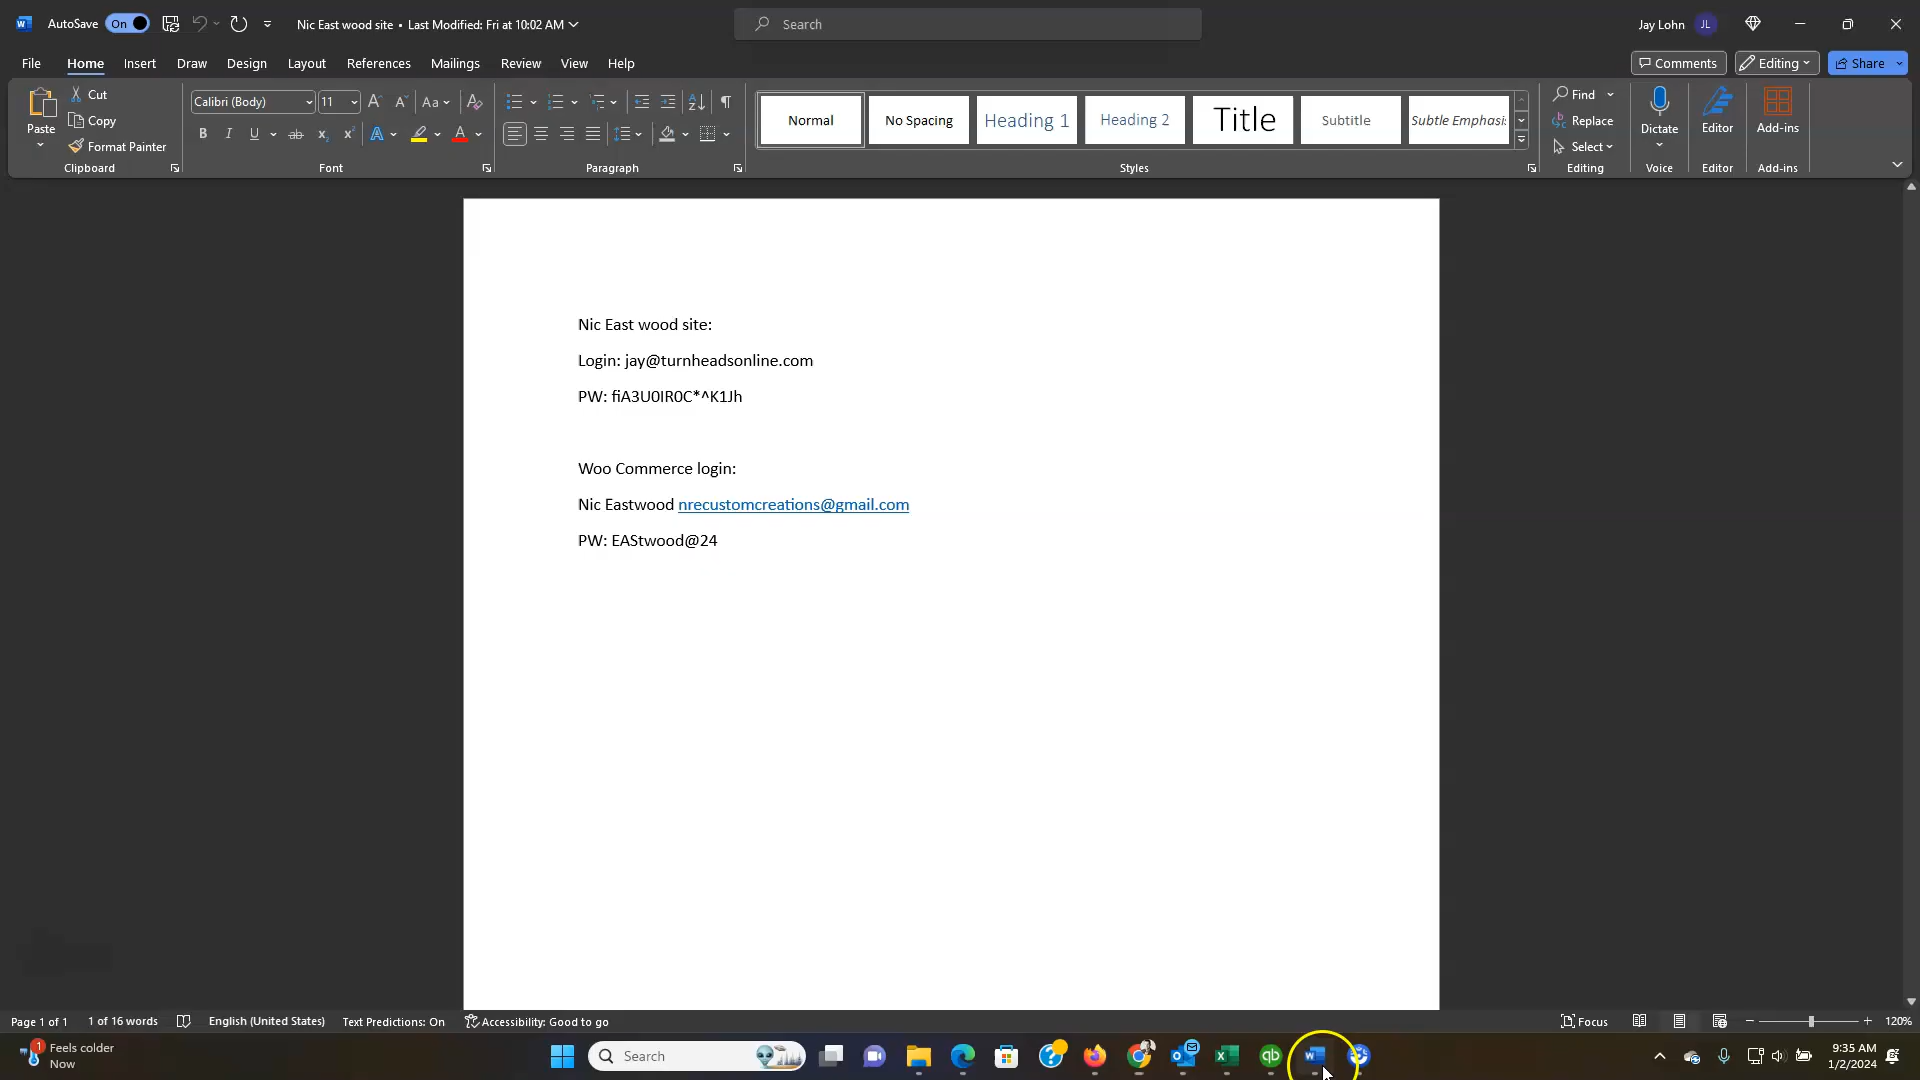 AutoSave On Nic East wood site • Last Modified: Fri at 10:02 AM Search Jay Lohn JL
File Home Insert Draw Design Layout References Mailings Review View Help Comments Editing Share
Paste Cut Copy Format Painter Clipboard
Calibri (Body) 11 Aa Font
Paragraph
Normal No Spacing Heading 1 Heading 2 Title Subtitle Subtle Emphasi: Styles
Find Replace Select Editing
Dictate Voice
Editor Editor
Add-ins Add-ins
Nic East wood site:
Login: jay@turnheadsonline.com
PW: fiA3U0IR0C*^K1Jh
Woo Commerce login:
Nic Eastwood nrecustomcreations@gmail.com
PW: EAStwood@24
Page 1 of 1 1 of 16 words English (United States) Text Predictions: On Accessibility: Good to go Focus 120%
1 Feels colder
Now
Search
9:35 AM
1/2/2024